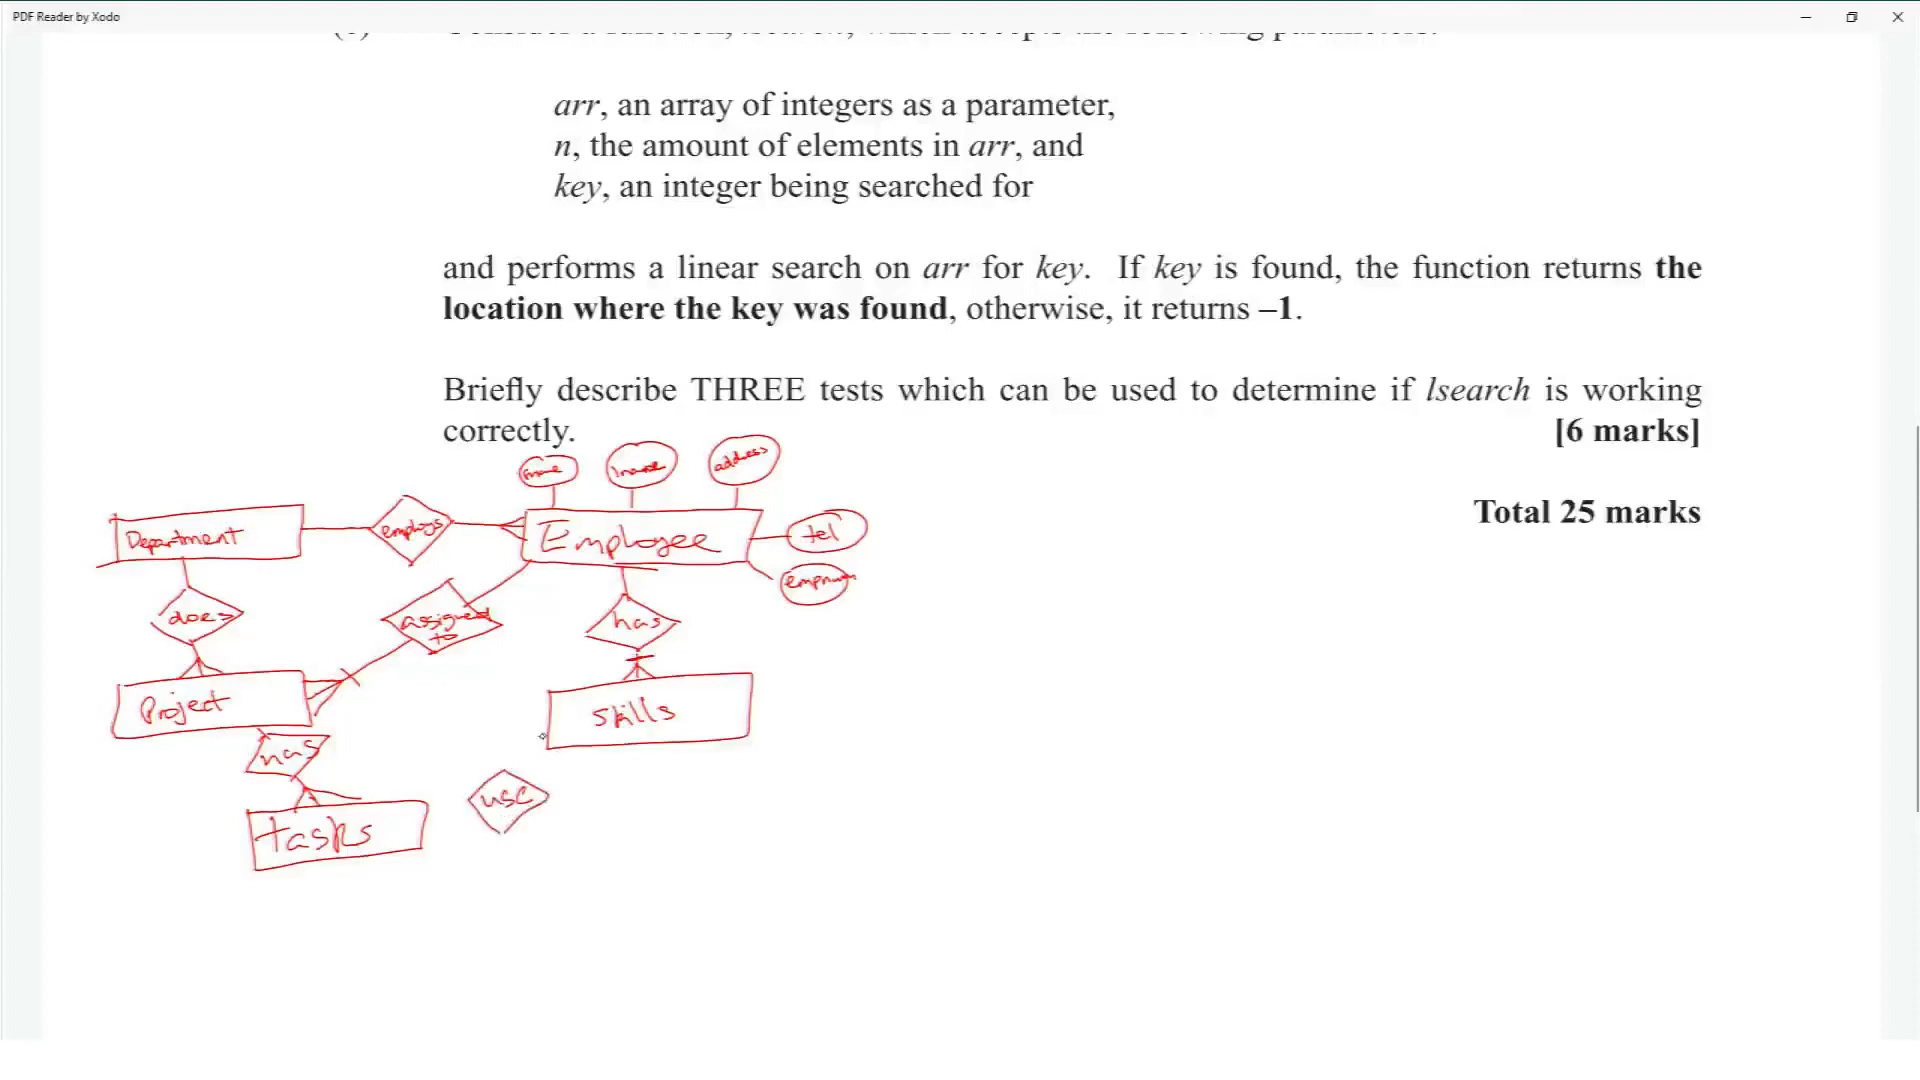 PDF Reader by Xodo
arr, an array of integers as a parameter,
n, the amount of elements in arr, and
key, an integer being searched for
and performs a linear search on arr for key. If key is found, the function returns the
location where the key was found, otherwise, it returns –1.
Briefly describe THREE tests which can be used to determine if lsearch is working
correctly. [6 marks]
Total 25 marks
lname
address
Department
employs
Employee
tel
does
assigned
to
has
Project
skills
has
use
tasks